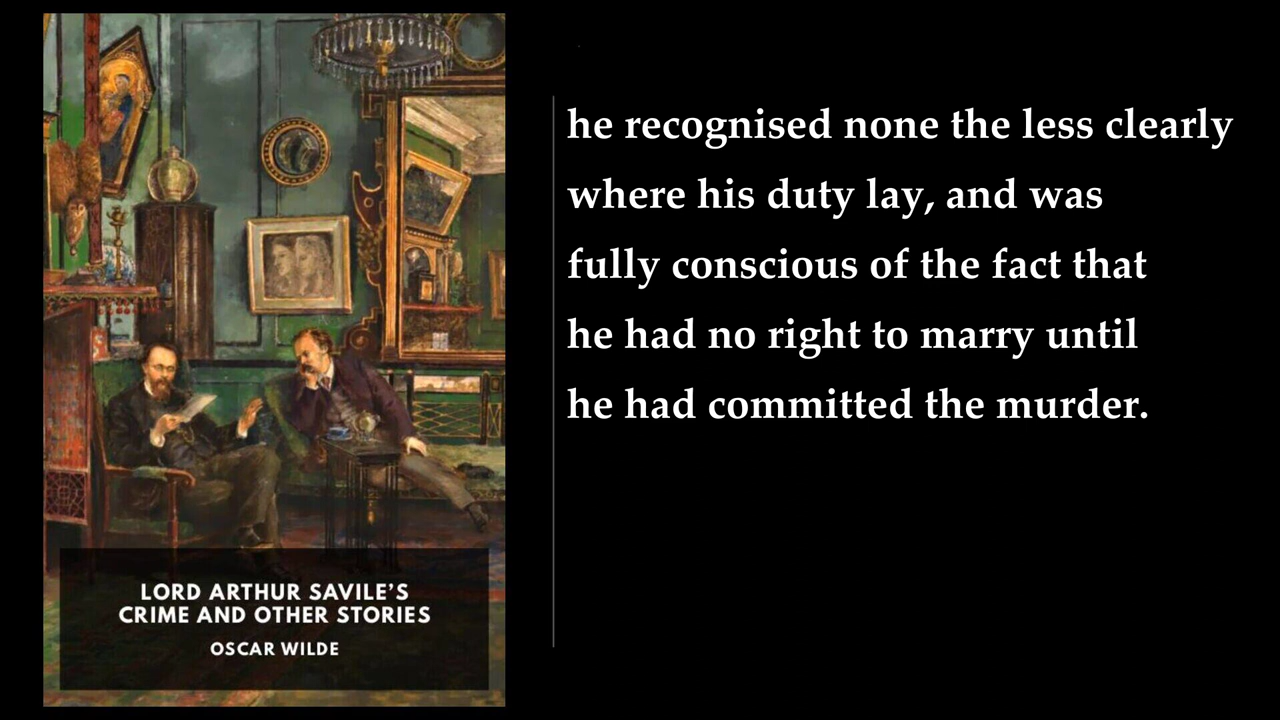 he recognised none the less clearly
where his duty lay, and was
fully conscious of the fact that
he had no right to marry until
he had committed the murder.
LORD ARTHUR SAVILE’S
CRIME AND OTHER STORIES
OSCAR WILDE